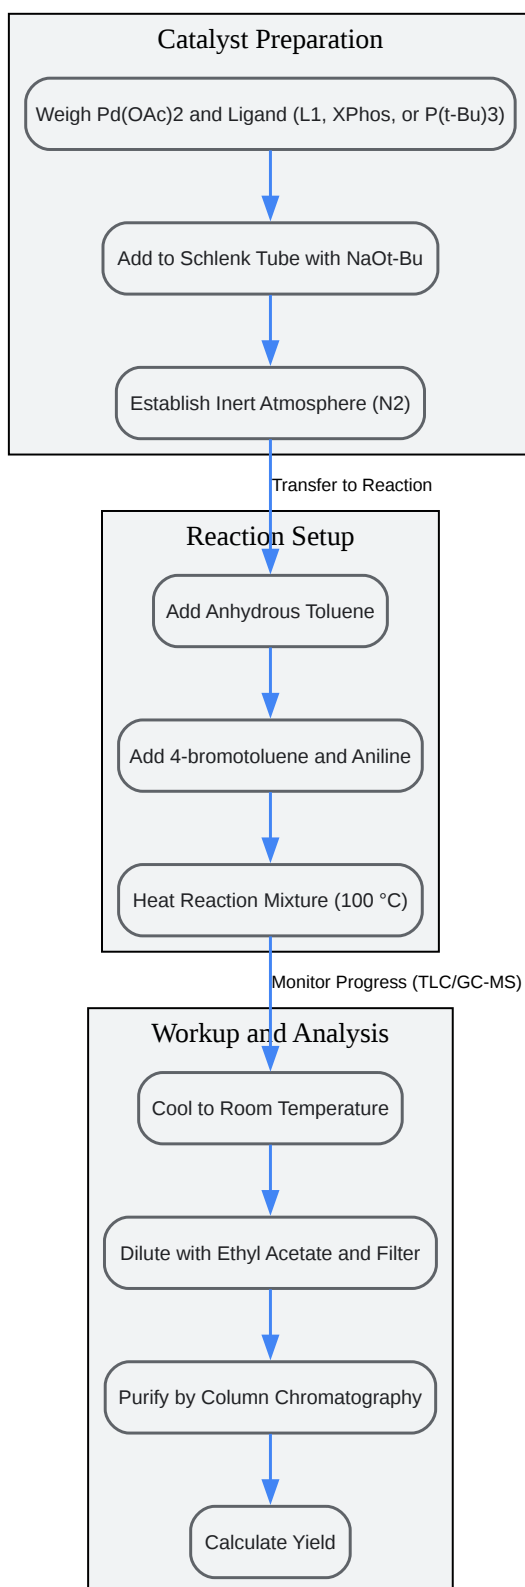 Catalyst Preparation
Weigh Pd(OAc)2 and Ligand (L1, XPhos, or P(t-Bu)3)
Add to Schlenk Tube with NaOt-Bu
Establish Inert Atmosphere (N2)
Transfer to Reaction
Reaction Setup
Add Anhydrous Toluene
Add 4-bromotoluene and Aniline
Heat Reaction Mixture (100 °C)
Monitor Progress (TLC/GC-MS)
Workup and Analysis
Cool to Room Temperature
Dilute with Ethyl Acetate and Filter
Purify by Column Chromatography
Calculate Yield